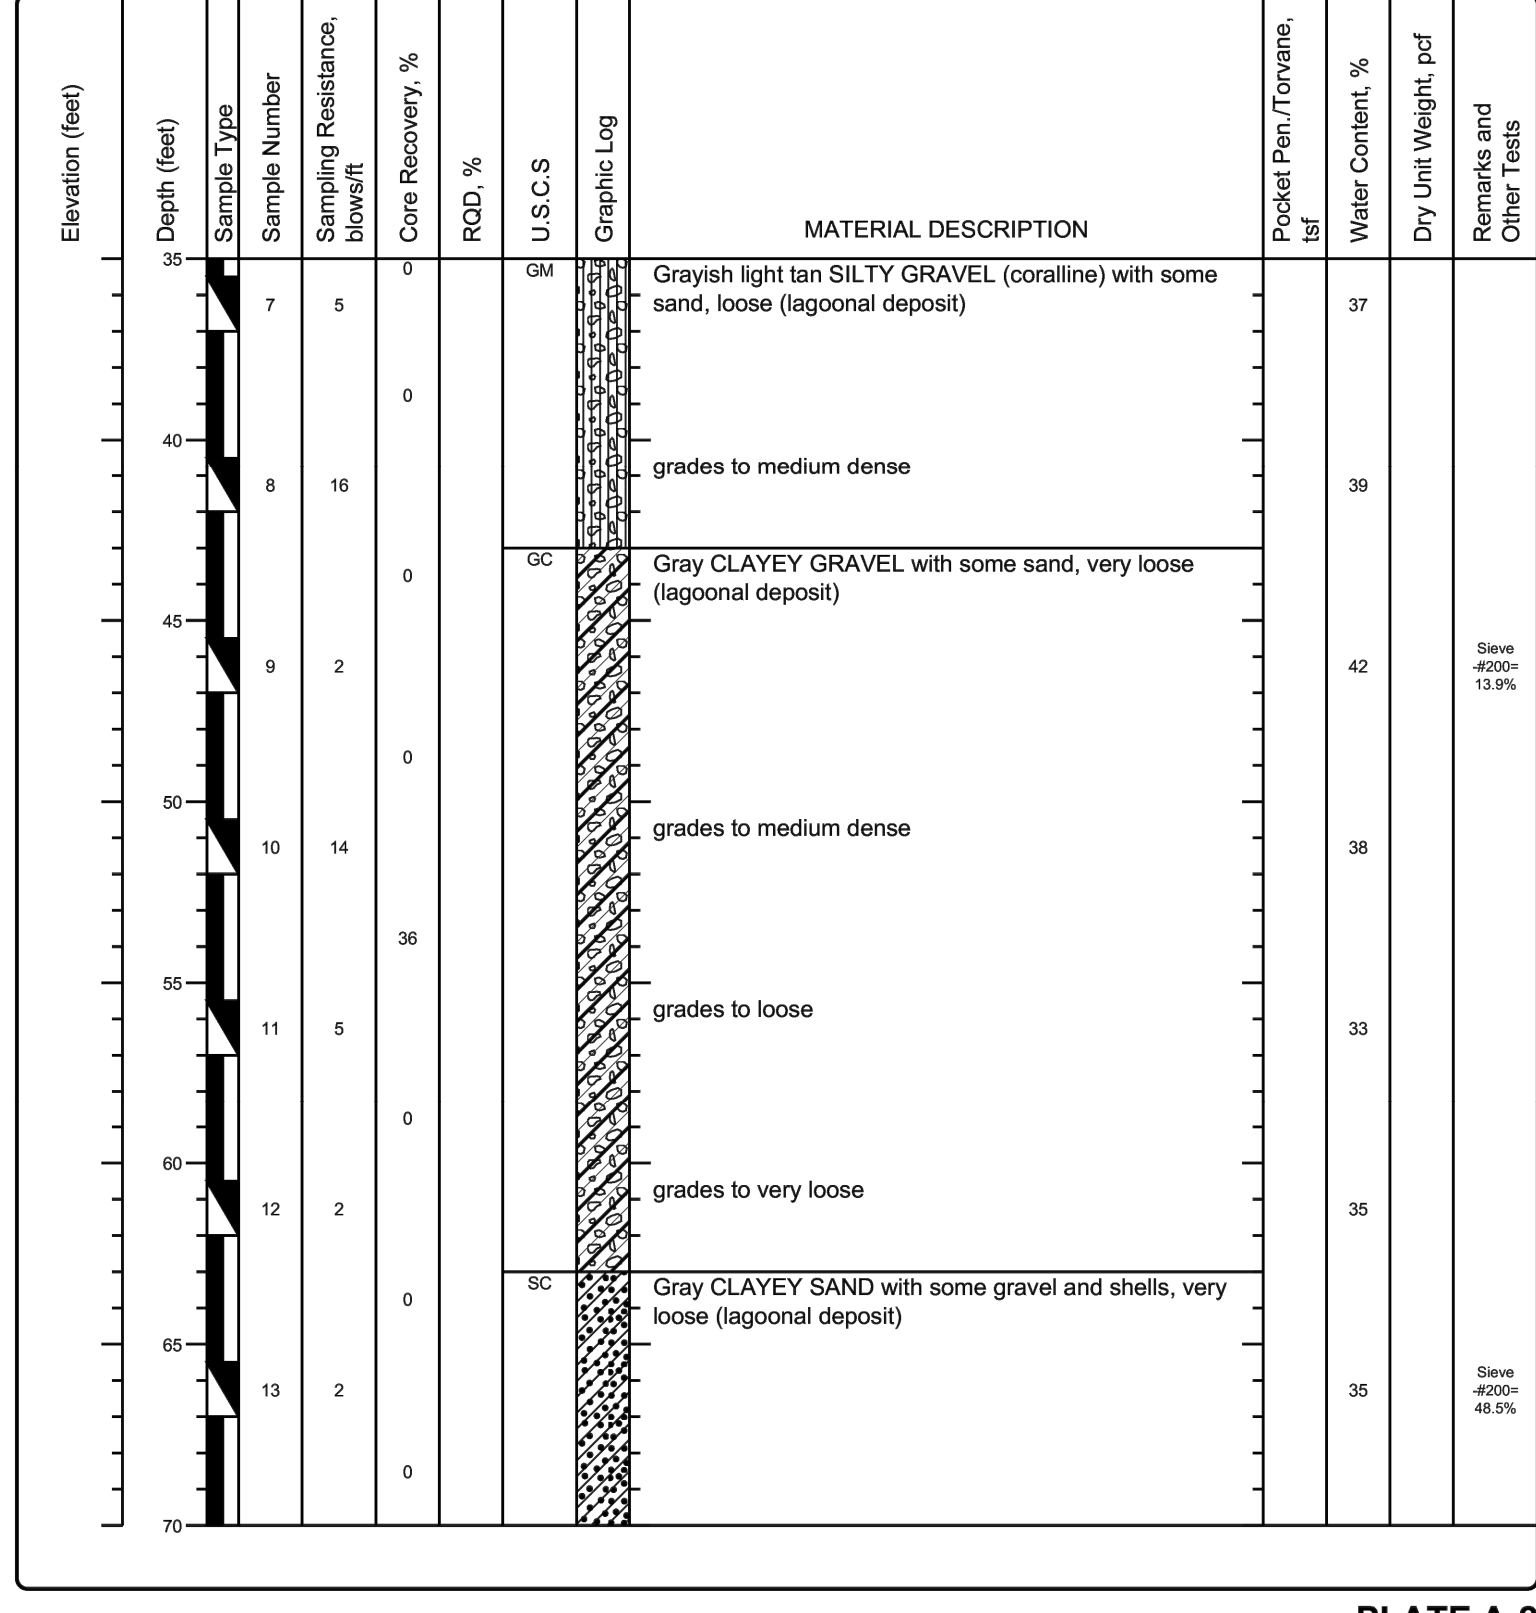 Elevation (feet)
Depth (feet)
Sample Type
Sample Number
Sampling Resistance,
blows/ft
Core Recovery, %
RQD, %
U.S.C.S
Graphic Log
MATERIAL DESCRIPTION
Pocket Pen./Torvane,
tsf
Water Content, %
Dry Unit Weight, pcf
Remarks and
Other Tests
35
0
GM
Grayish light tan SILTY GRAVEL (coralline) with some
sand, loose (lagoonal deposit)
7
5
37
0
40
grades to medium dense
8
16
39
GC
Gray CLAYEY GRAVEL with some sand, very loose
(lagoonal deposit)
0
45
9
2
42
Sieve
-#200=
13.9%
0
50
grades to medium dense
10
14
38
36
55
grades to loose
11
5
33
0
60
grades to very loose
12
2
35
SC
Gray CLAYEY SAND with some gravel and shells, very
loose (lagoonal deposit)
0
65
13
2
35
Sieve
-#200=
48.5%
0
70